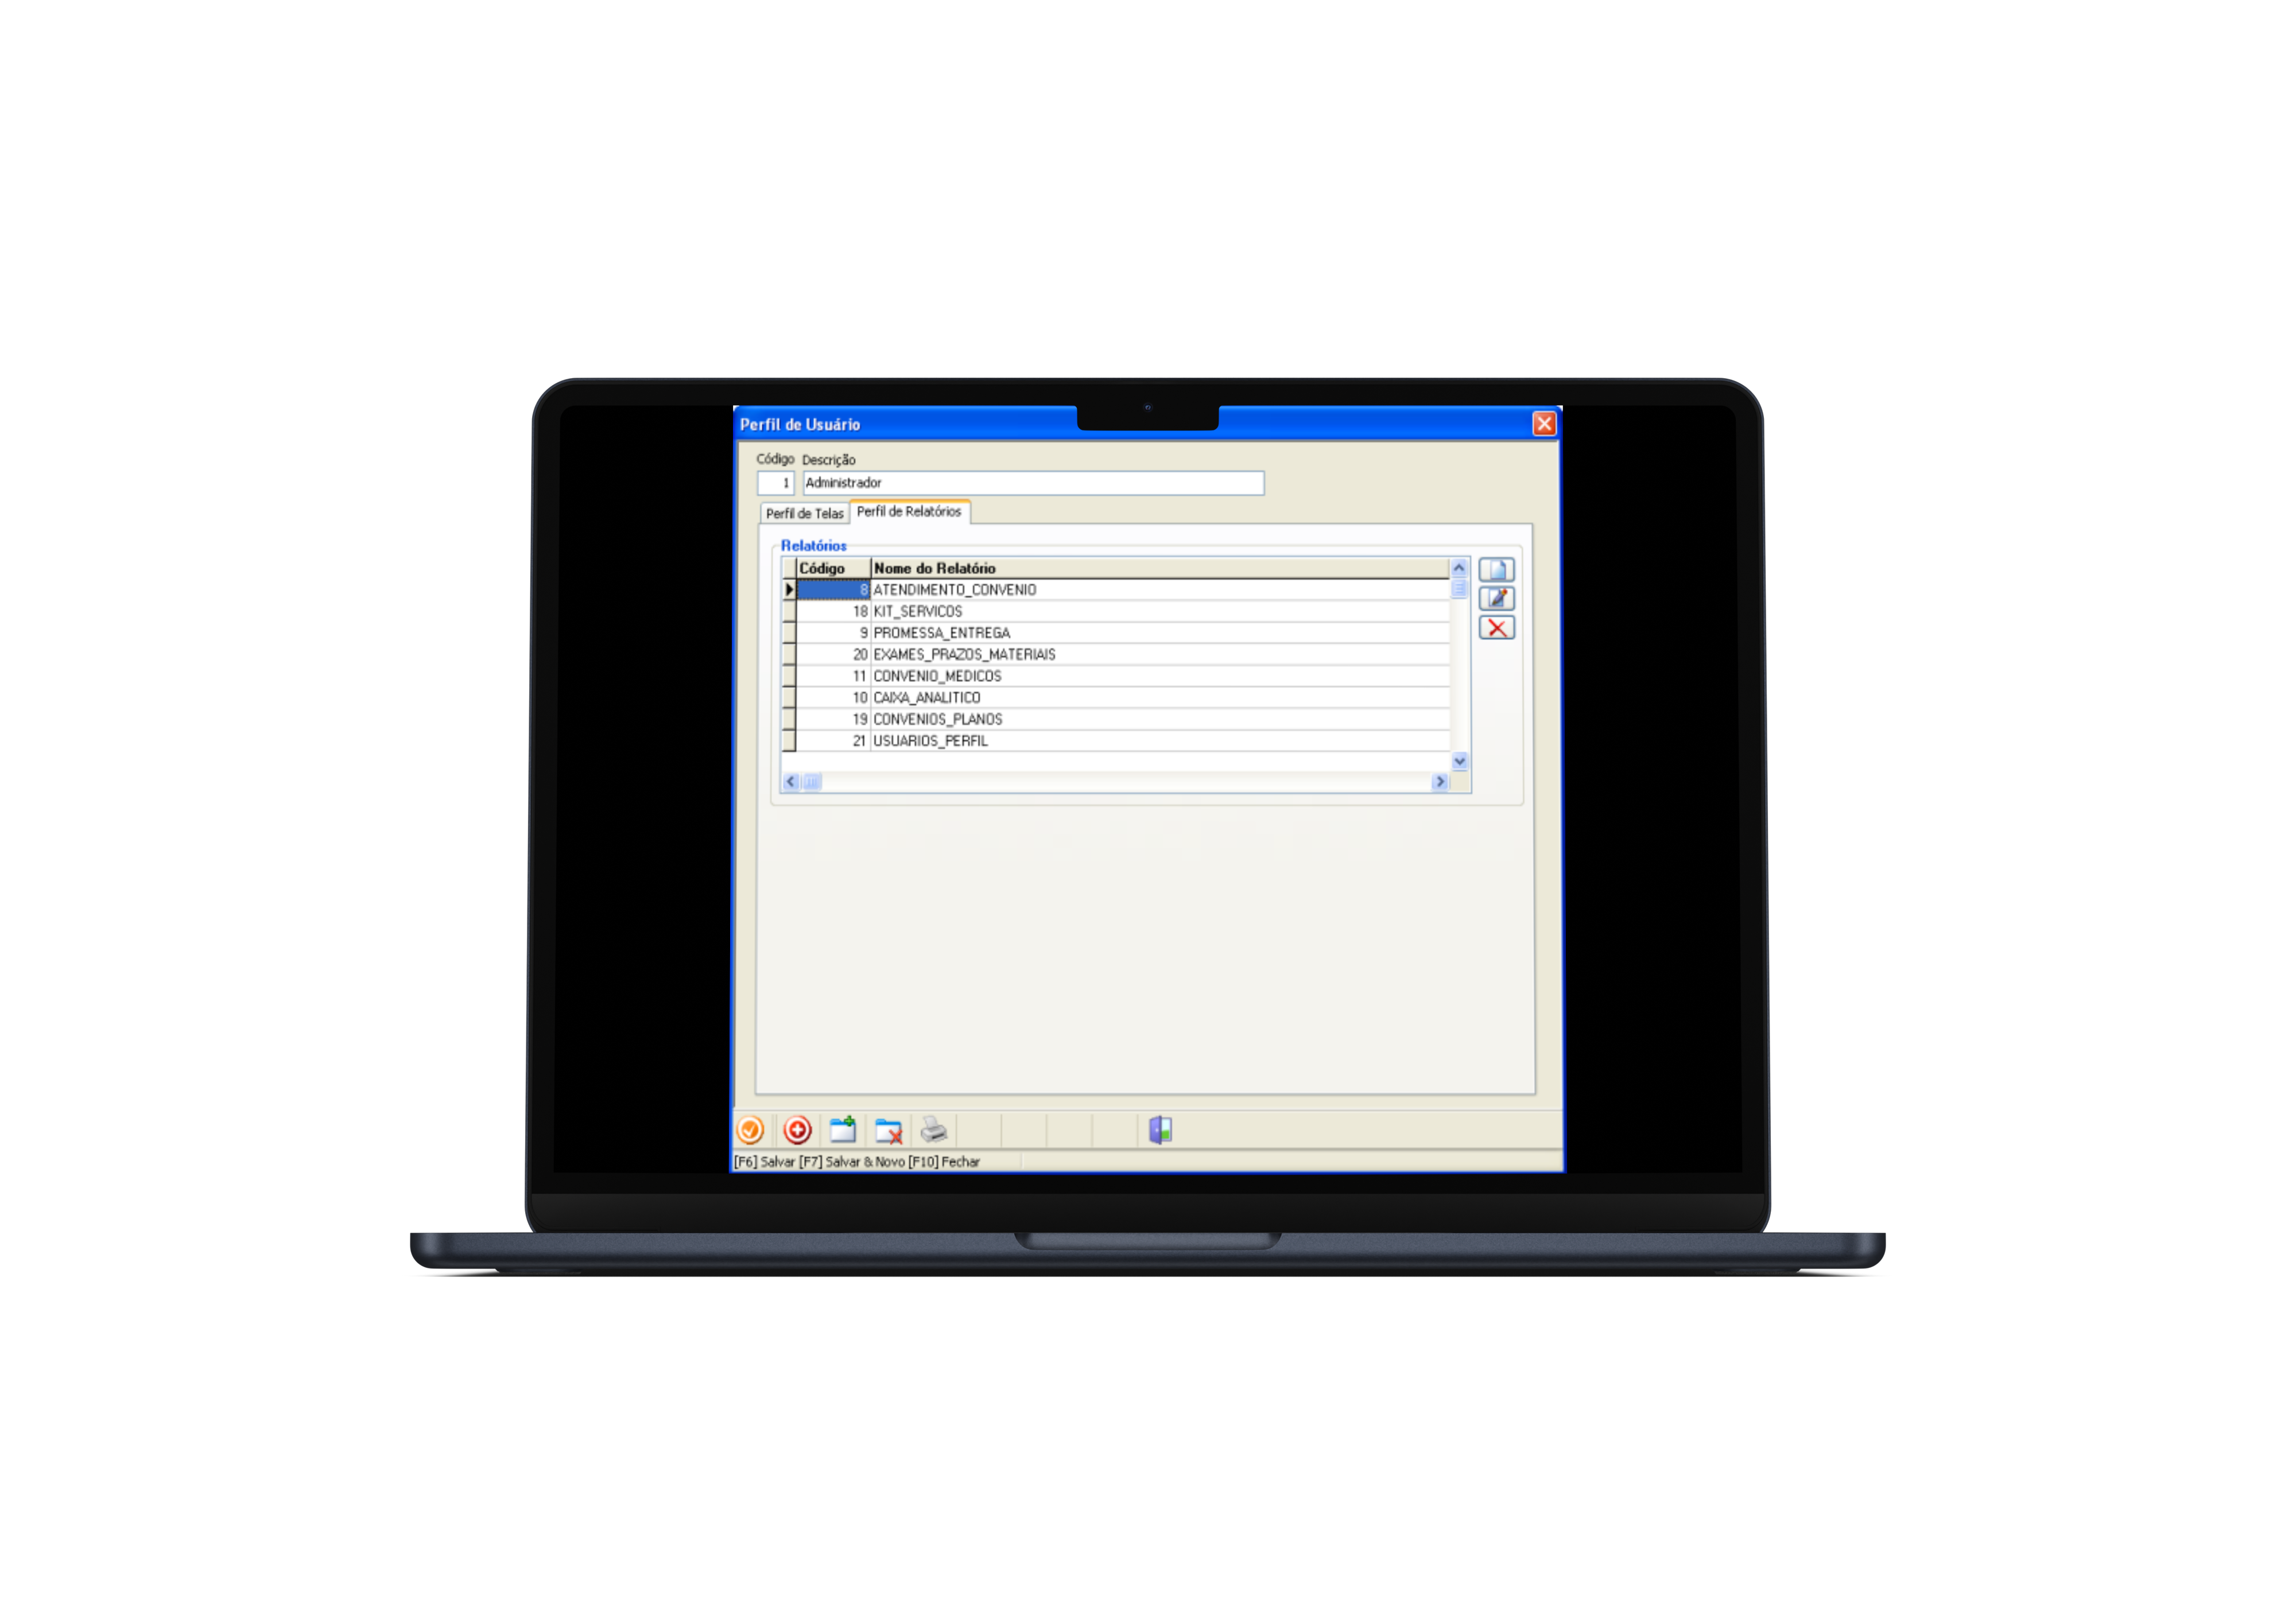 Perfil de Usuário
Código Descrição
1 Administrador
Perfil de Telas Perfil de Relatórios
Relatórios
Código Nome do Relatório
8 ATENDIMENTO_CONVENIO
18 KIT_SERVICOS
9 PROMESSA_ENTREGA
20 EXAMES_PRAZOS_MATERIAIS
11 CONVENIO_MEDICOS
10 CAIXA_ANALITICO
19 CONVENIOS_PLANOS
21 USUARIOS_PERFIL
[F6] Salvar [F7] Salvar & Novo [F10] Fechar